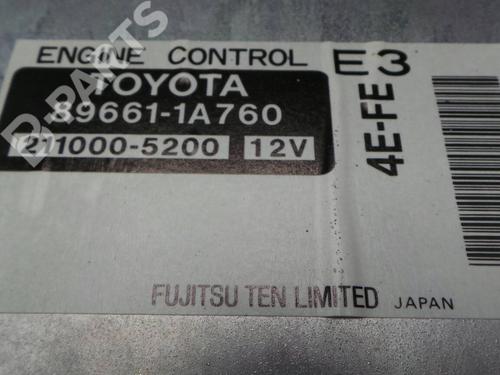 ENGINE CONTROL E3
TOYOTA
89661-1A760
211000-5200 12V
4E-FE
FUJITSU TEN LIMITED JAPAN